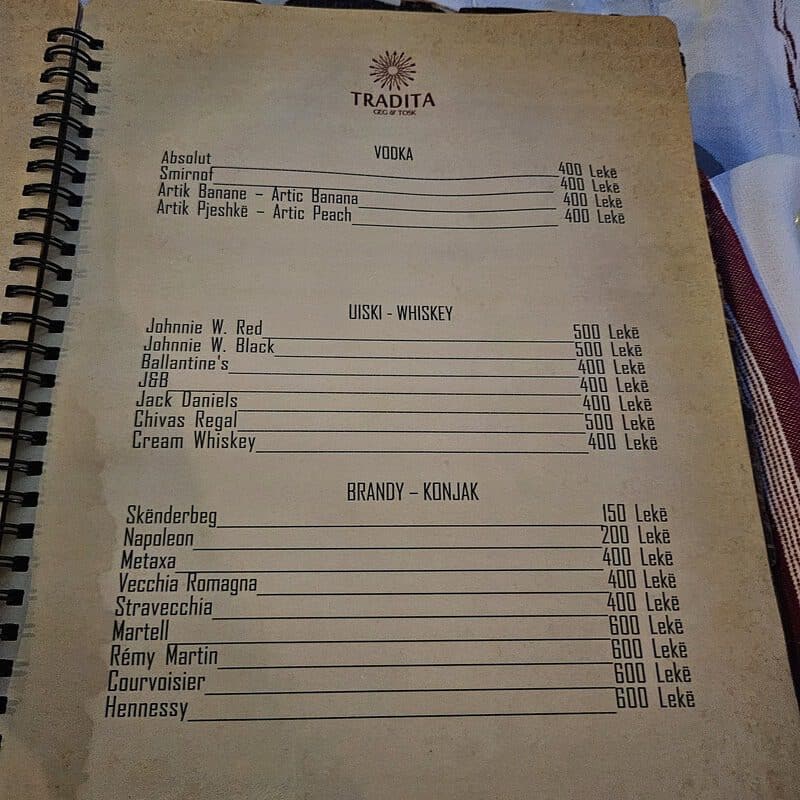 TRADITA
GEG & TOSK
VODKA
Absolut 400 Lekë
Smirnof 400 Lekë
Artik Banane – Artic Banana 400 Lekë
Artik Pjeshkë – Artic Peach 400 Lekë
UISKI - WHISKEY
Johnnie W. Red 500 Lekë
Johnnie W. Black 500 Lekë
Ballantine's 400 Lekë
J&B 400 Lekë
Jack Daniels 400 Lekë
Chivas Regal 500 Lekë
Cream Whiskey 400 Lekë
BRANDY – KONJAK
Skënderbeg 150 Lekë
Napoleon 200 Lekë
Metaxa 400 Lekë
Vecchia Romagna 400 Lekë
Stravecchia 400 Lekë
Martell 600 Lekë
Rémy Martin 600 Lekë
Courvoisier 600 Lekë
Hennessy 600 Lekë